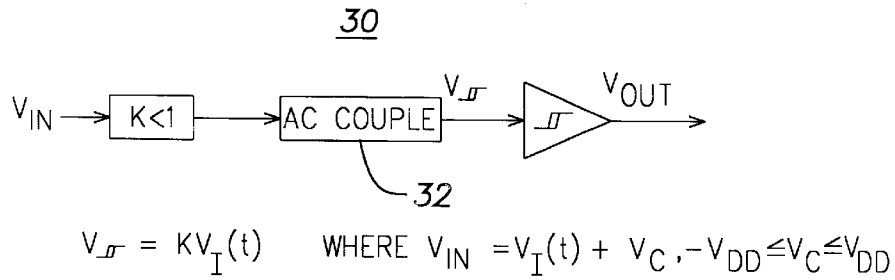 30
V_IN K<1 AC COUPLE V_⎎ V_OUT
32
V_⎎ = KV_I(t) WHERE V_IN = V_I(t) + V_C, -V_DD ≤ V_C ≤ V_DD